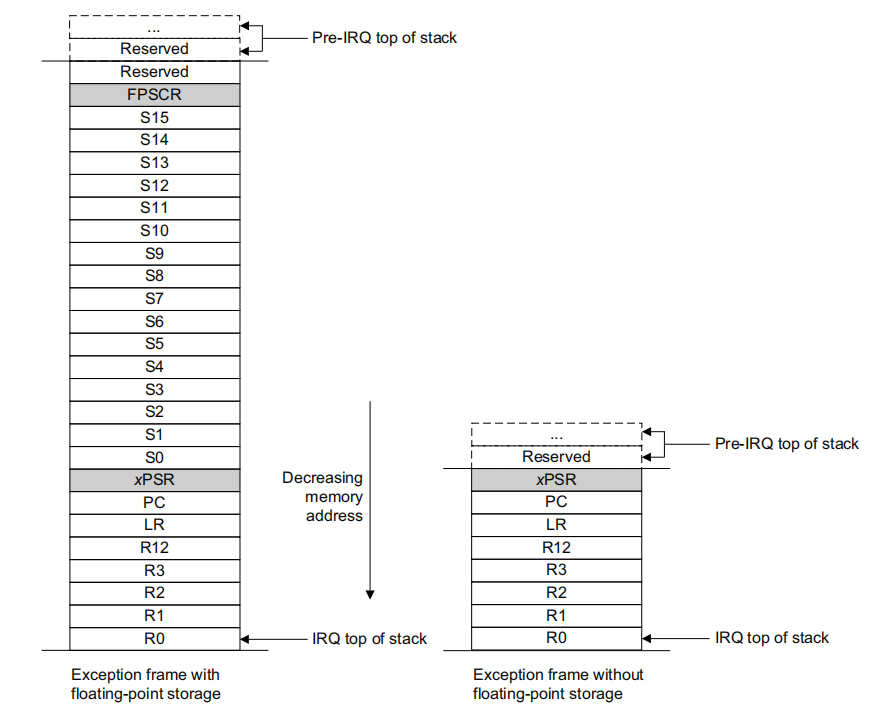 ...
Reserved
Pre-IRQ top of stack
Reserved
FPSCR
S15
S14
S13
S12
S11
S10
S9
S8
S7
S6
S5
S4
S3
S2
S1
S0
xPSR
PC
LR
R12
R3
R2
R1
R0
IRQ top of stack
Exception frame with
floating-point storage
Decreasing
memory
address
...
Reserved
Pre-IRQ top of stack
xPSR
PC
LR
R12
R3
R2
R1
R0
IRQ top of stack
Exception frame without
floating-point storage